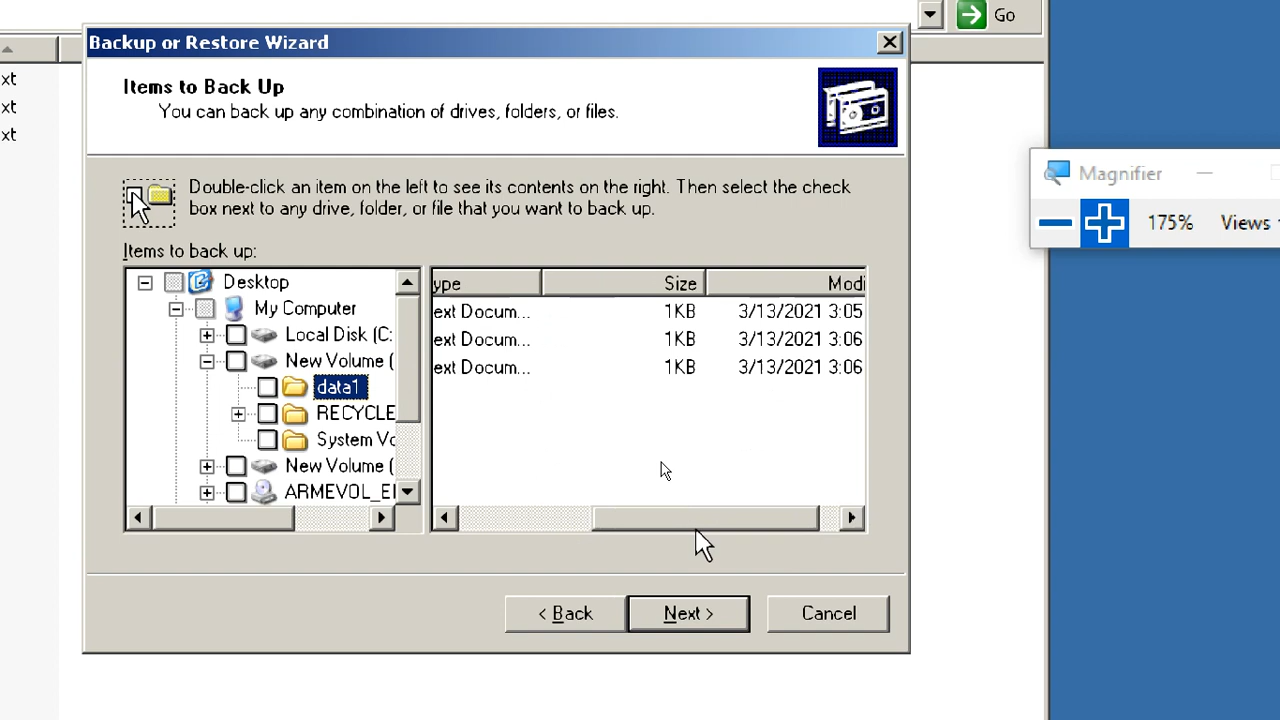 Go
Backup or Restore Wizard
Items to Back Up
You can back up any combination of drives, folders, or files.
xt
xt
xt
Magnifier
175% Views
Double-click an item on the left to see its contents on the right. Then select the check
box next to any drive, folder, or file that you want to back up.
Items to back up:
Desktop
My Computer
Local Disk (C:
New Volume (
data1
RECYCLE
System Vo
New Volume (
ARMEVOL_E
ype Size Modi
ext Docum... 1KB 3/13/2021 3:05
ext Docum... 1KB 3/13/2021 3:06
ext Docum... 1KB 3/13/2021 3:06
< Back Next > Cancel